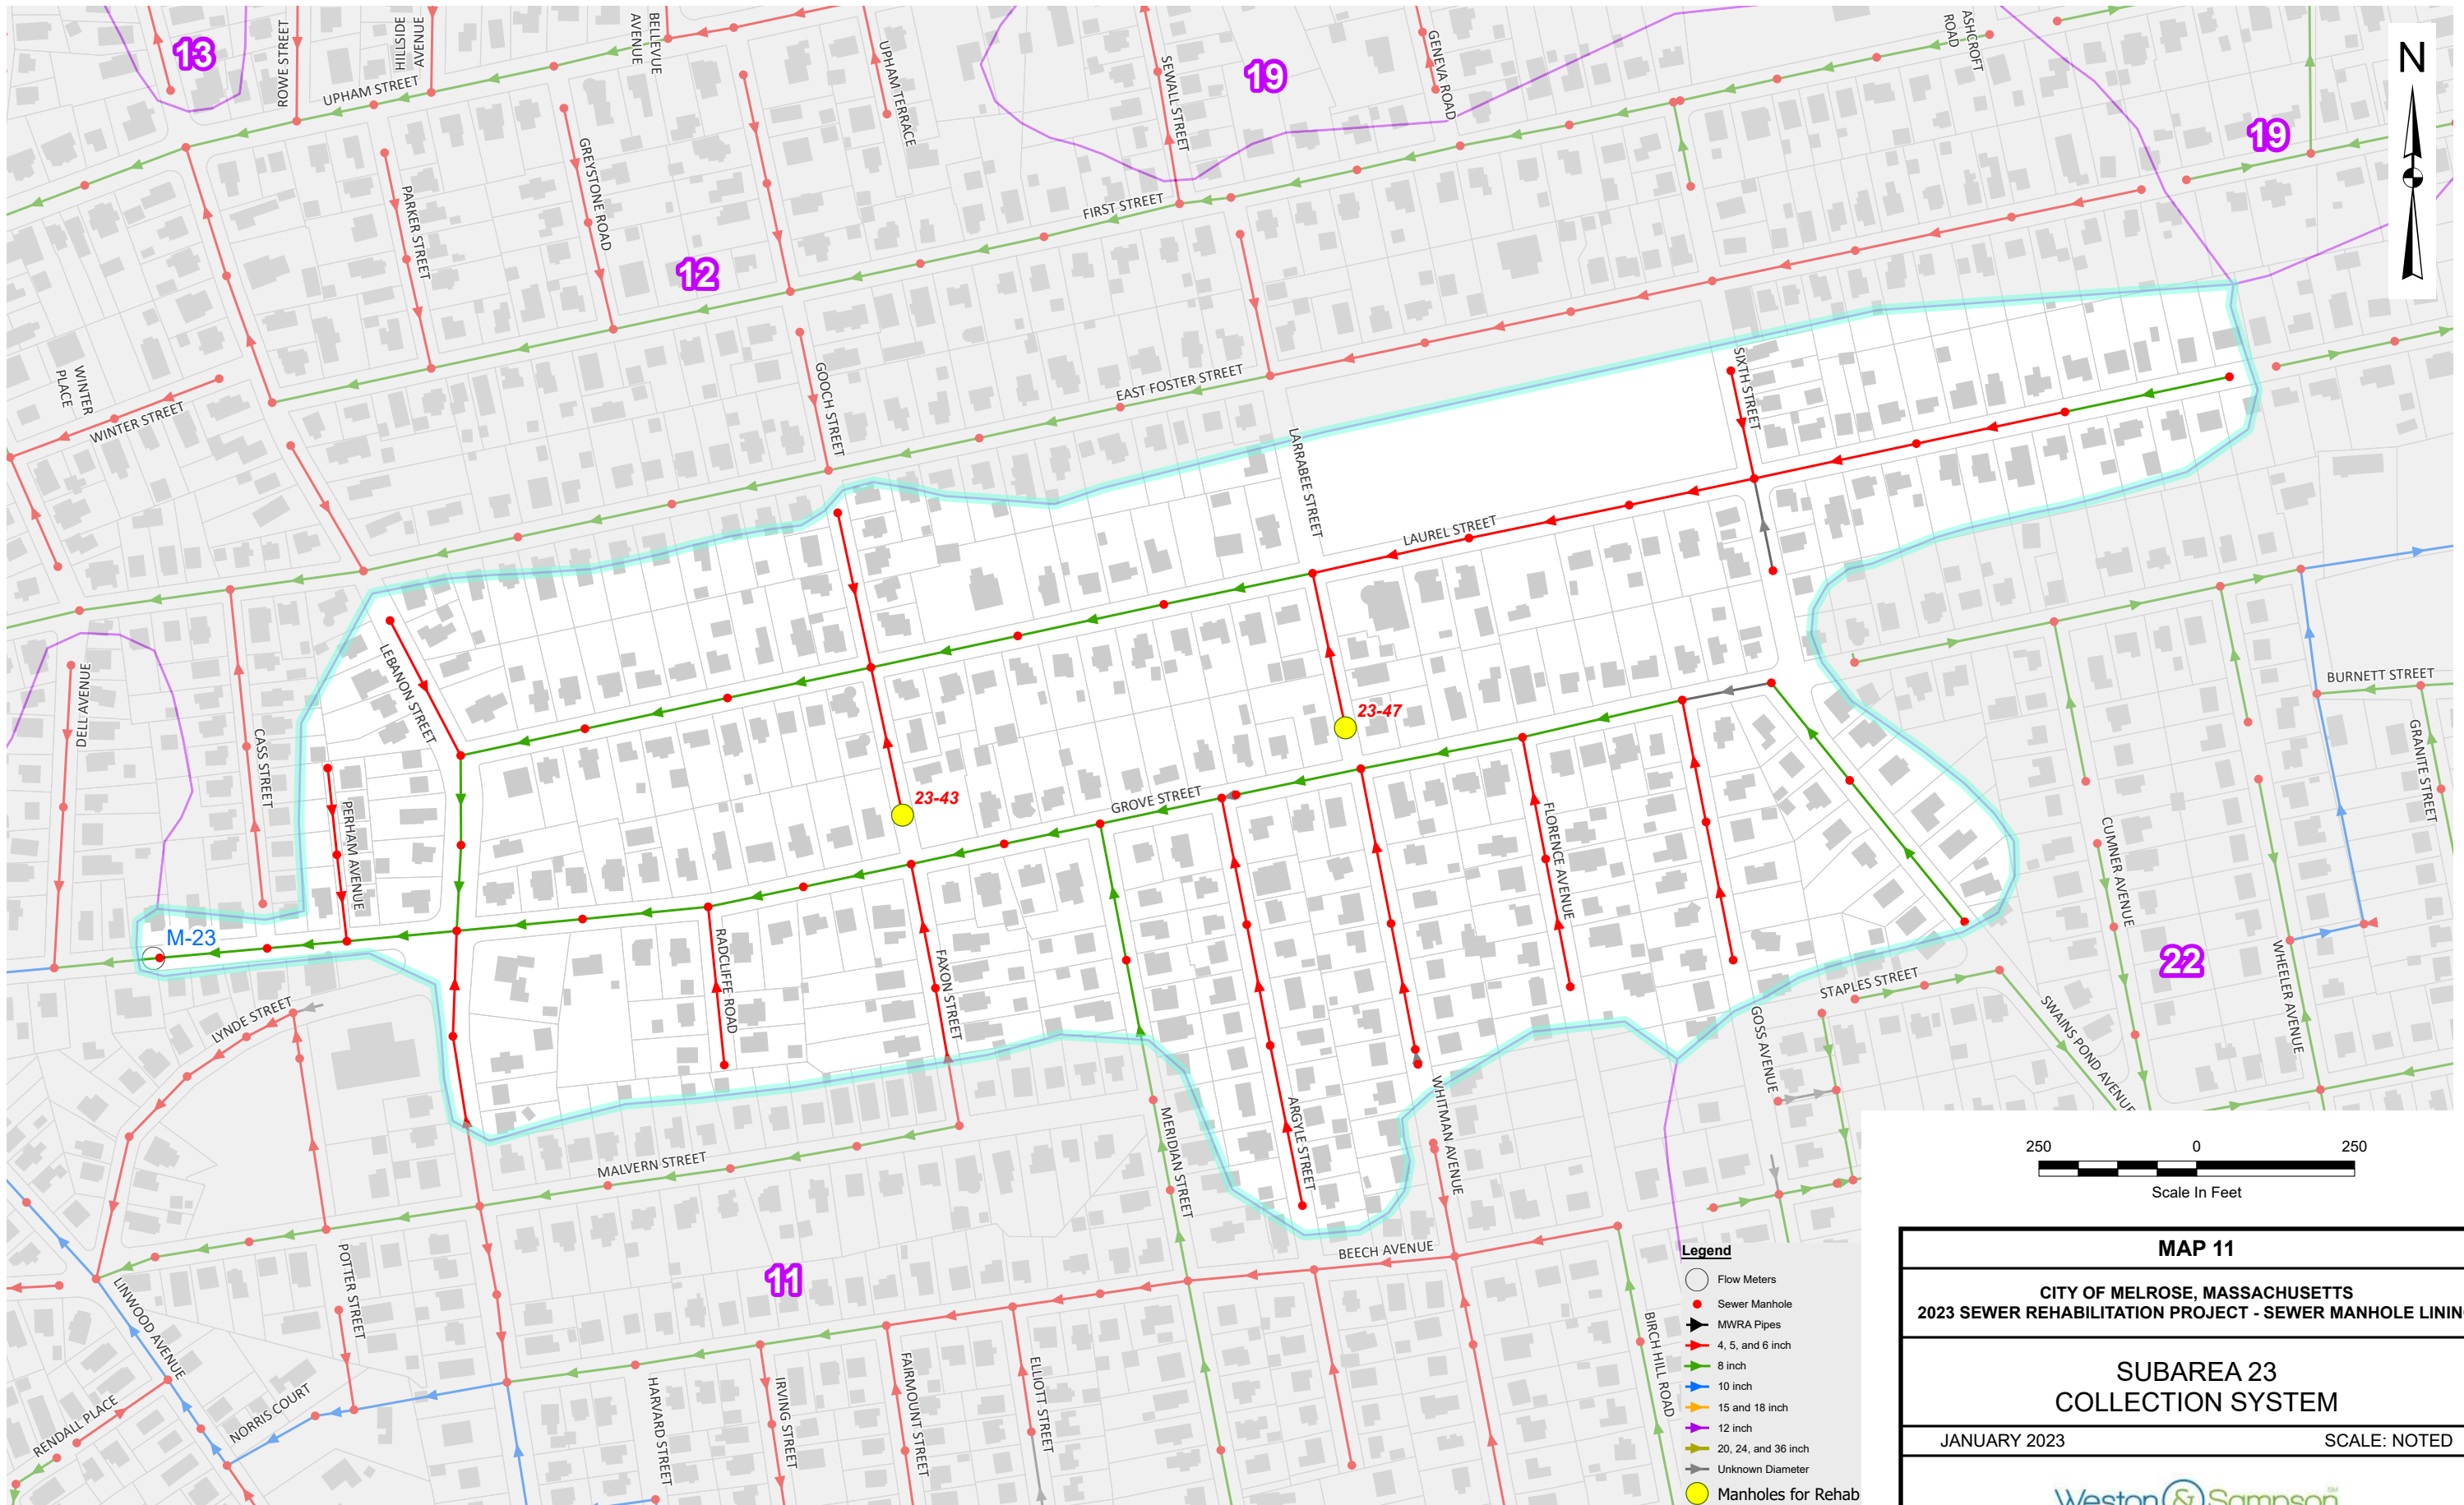 13
ROWE STREET
HILLSIDE
AVENUE
BELLEVUE
AVENUE
UPHAM STREET
UPHAM TERRACE
SEWALL STREET
19
GENEVA ROAD
ASHCROFT
ROAD
N
19
PARKER STREET
GREYSTONE ROAD
12
FIRST STREET
WINTER
PLACE
WINTER STREET
GOOCH STREET
EAST FOSTER STREET
LARRABEE STREET
SIXTH STREET
LAUREL STREET
DELL AVENUE
CASS STREET
LEBANON STREET
PERHAM AVENUE
M-23
23-43
23-47
GROVE STREET
FLORENCE AVENUE
BURNETT STREET
GRANITE STREET
CUMNER AVENUE
WHEELER AVENUE
22
RADCLIFFE ROAD
FAXON STREET
LYNDE STREET
STAPLES STREET
SWAINS POND AVENUE
GOSS AVENUE
MERIDIAN STREET
ARGYLE STREET
WHITMAN AVENUE
MALVERN STREET
BEECH AVENUE
11
POTTER STREET
LINWOOD AVENUE
RENDALL PLACE
NORRIS COURT
HARVARD STREET
IRVING STREET
FAIRMOUNT STREET
ELLIOTT STREET
BIRCH HILL ROAD
250 0 250
Scale In Feet
Legend
Flow Meters
Sewer Manhole
MWRA Pipes
4, 5, and 6 inch
8 inch
10 inch
15 and 18 inch
12 inch
20, 24, and 36 inch
Unknown Diameter
Manholes for Rehab
MAP 11
CITY OF MELROSE, MASSACHUSETTS
2023 SEWER REHABILITATION PROJECT - SEWER MANHOLE LININ
SUBAREA 23
COLLECTION SYSTEM
JANUARY 2023 SCALE: NOTED
Weston & Sampson SM